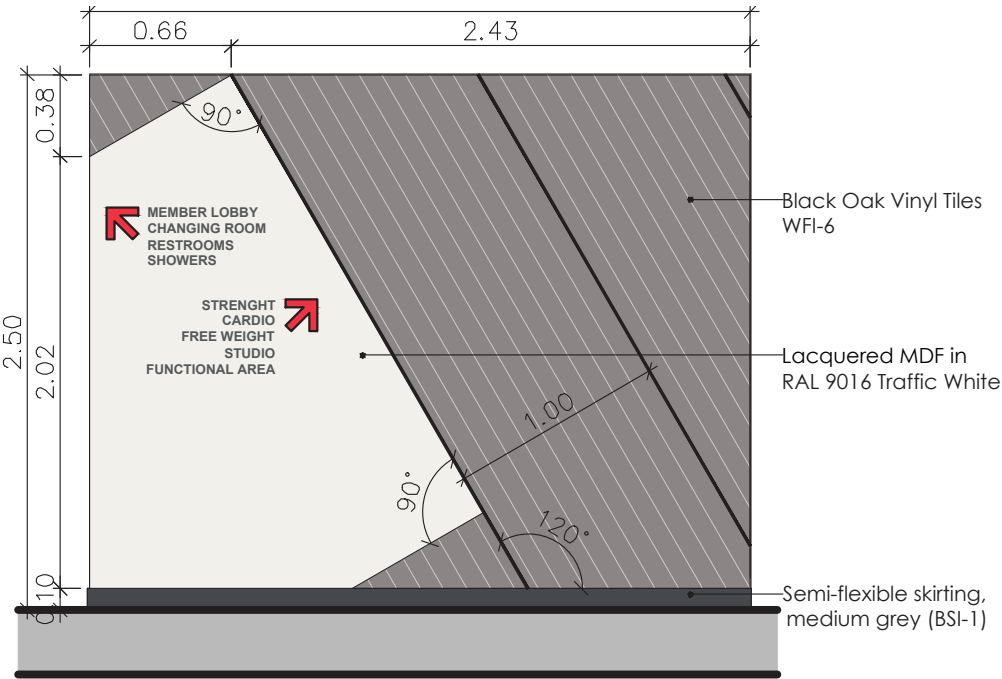 0.66
2.43
0.38
90°
Black Oak Vinyl Tiles
WFI-6
MEMBER LOBBY
CHANGING ROOM
RESTROOMS
SHOWERS
STRENGHT
CARDIO
FREE WEIGHT
STUDIO
FUNCTIONAL AREA
2.50
2.02
Lacquered MDF in
RAL 9016 Traffic White
1.00
90°
120°
0.10
Semi-flexible skirting,
medium grey (BSI-1)